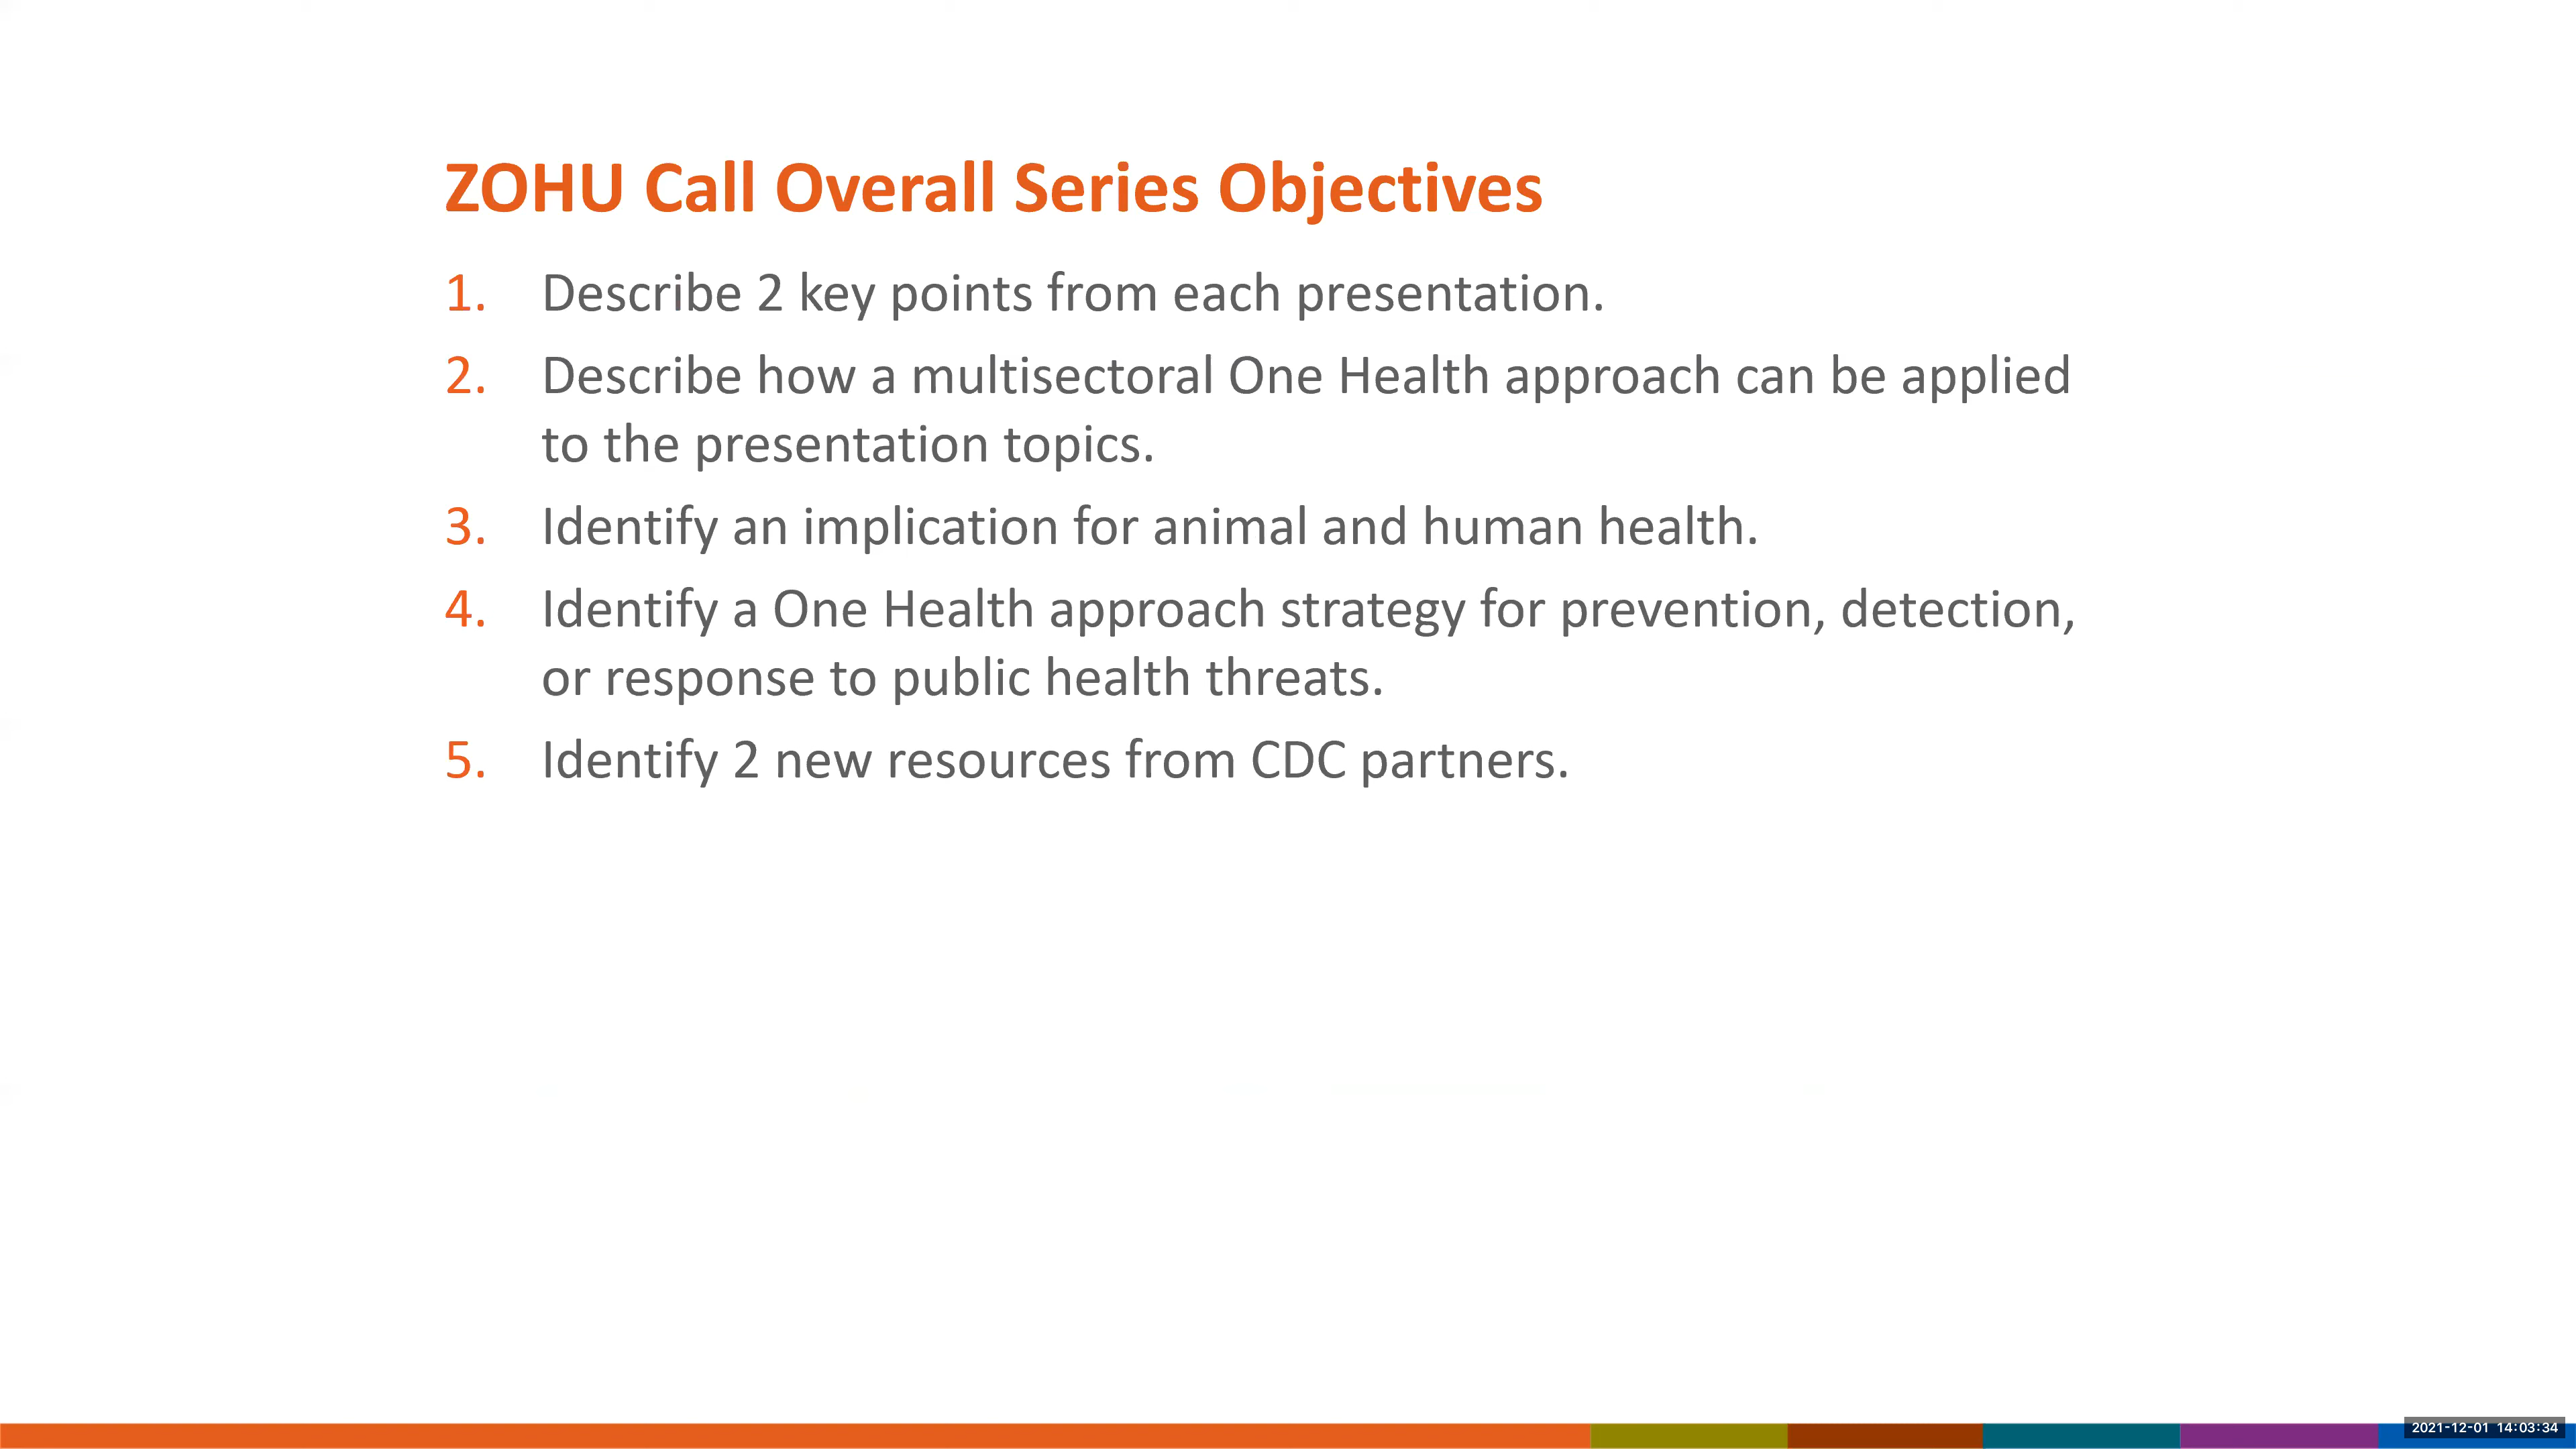 ZOHU Call Overall Series Objectives
1. Describe 2 key points from each presentation.
2. Describe how a multisectoral One Health approach can be applied
to the presentation topics.
3. Identify an implication for animal and human health.
4. Identify a One Health approach strategy for prevention, detection,
or response to public health threats.
5. Identify 2 new resources from CDC partners.
2021-12-01 14:03:34